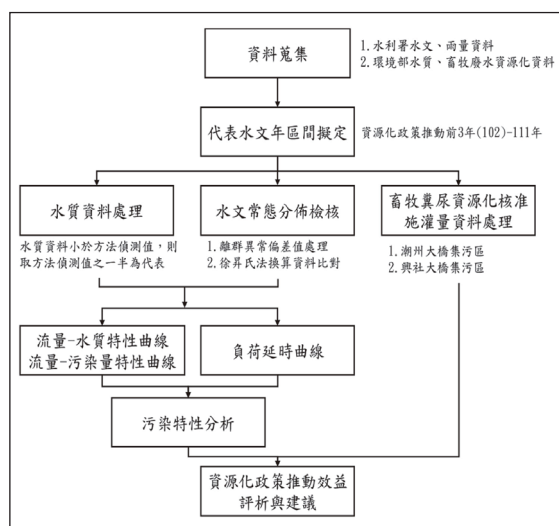 資料蒐集
1.水利署水文、雨量資料
2.環境部水質、畜牧廢水資源化資料
代表水文年區間擬定
資源化政策推動前3年(102)-111年
水質資料處理
水文常態分佈檢核
畜牧糞尿資源化核准
施灌量資料處理
水質資料小於方法偵測值，則
取方法偵測值之一半為代表
1.離群異常偏差值處理
2.徐昇氏法換算資料比對
1.潮州大橋集污區
2.興社大橋集污區
流量-水質特性曲線
流量-污染量特性曲線
負荷延時曲線
污染特性分析
資源化政策推動效益
評析與建議